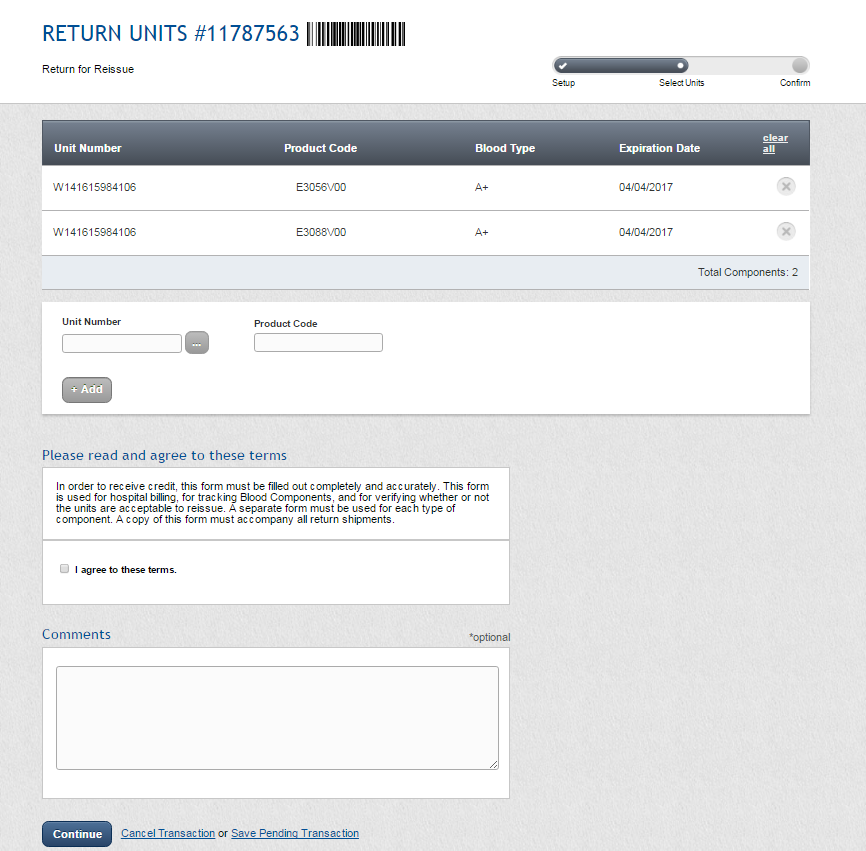 RETURN UNITS #11787563
Return for Reissue
Setup Select Units Confirm
Unit Number Product Code Blood Type Expiration Date clear all
W141615984106 E3056V00 A+ 04/04/2017
W141615984106 E3088V00 A+ 04/04/2017
Total Components: 2
Unit Number Product Code
...
+ Add
Please read and agree to these terms
In order to receive credit, this form must be filled out completely and accurately. This form
is used for hospital billing, for tracking Blood Components, and for verifying whether or not
the units are acceptable to reissue. A separate form must be used for each type of
component. A copy of this form must accompany all return shipments.
I agree to these terms.
Comments *optional
Continue Cancel Transaction or Save Pending Transaction